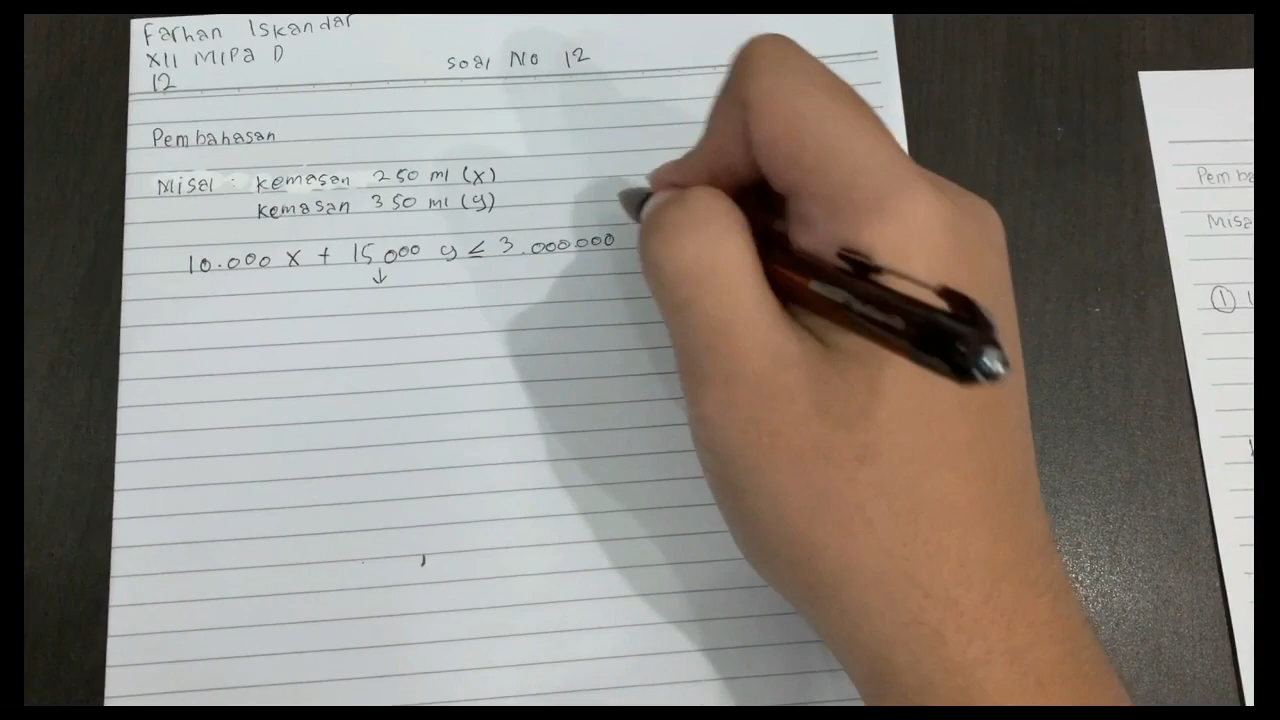 Farhan Iskandar
XII MIPA D
12
soal No 12
Pembahasan
Misal : kemasan 250 ml (x)
kemasan 350 ml (y)
10.000 x + 15.000 y ≤ 3.000.000
↓
①